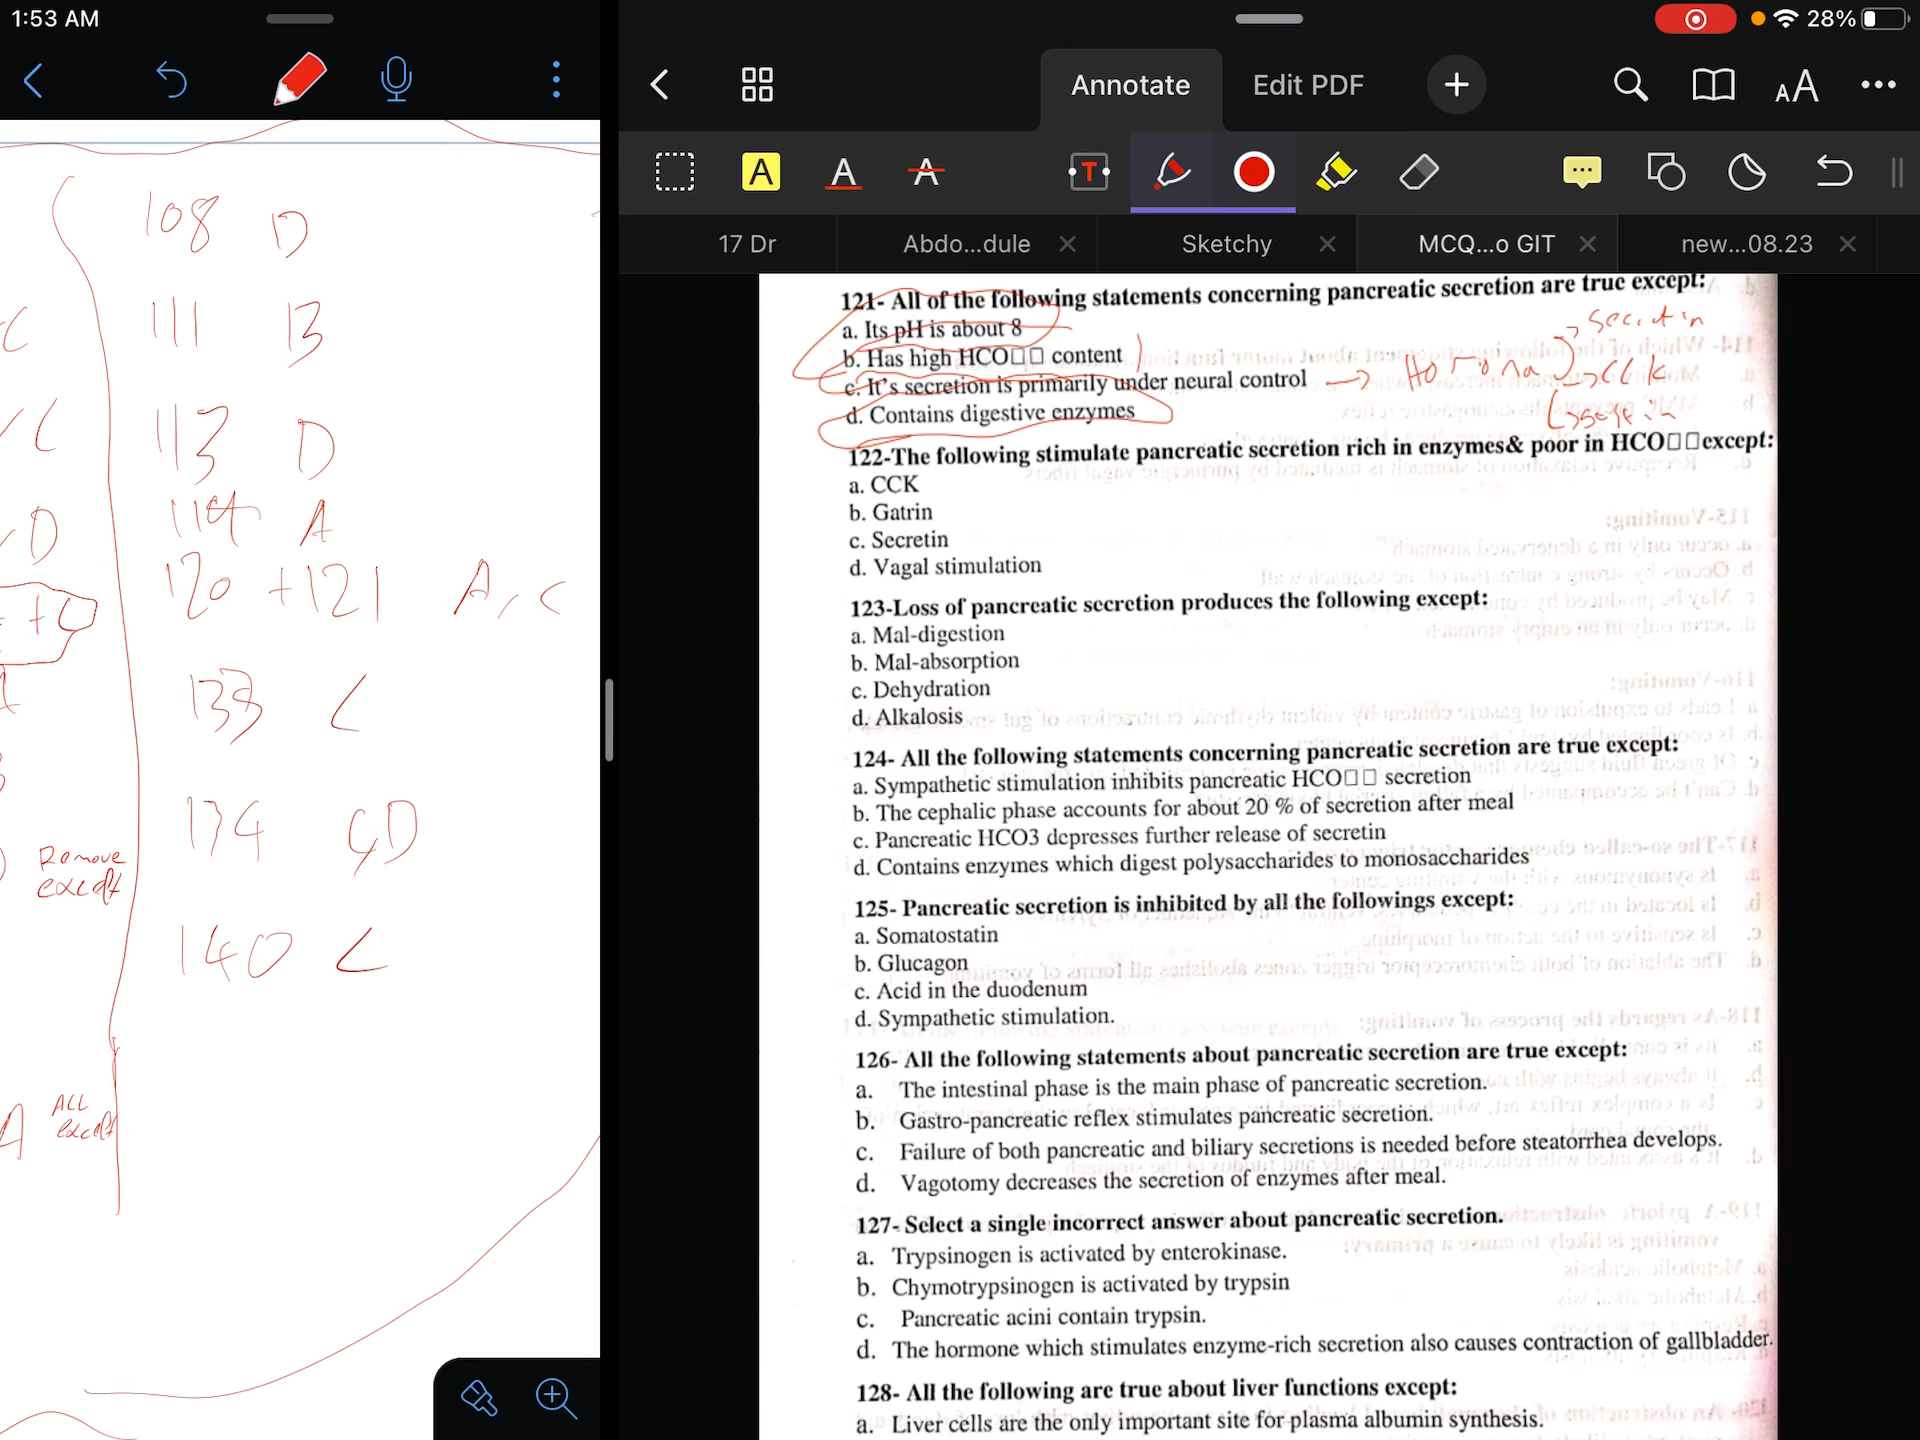 1:53 AM
28%
Annotate
Edit PDF
AA
A
A
A
T
17 Dr
Abdo...dule
Sketchy
MCQ...o GIT
new...08.23
108 D
111 B
113 D
114 A
120 +121 A, C
138 C
134 C,D
140 C
C
C
D
+C
Remove
except
A ALL
except
121- All of the following statements concerning pancreatic secretion are true except:
a. Its pH is about 8
b. Has high HCO□□ content
c. It's secretion is primarily under neural control
d. Contains digestive enzymes
Hormona
Secretin
CCK
122-The following stimulate pancreatic secretion rich in enzymes& poor in HCO□□except:
a. CCK
b. Gatrin
c. Secretin
d. Vagal stimulation
123-Loss of pancreatic secretion produces the following except:
a. Mal-digestion
b. Mal-absorption
c. Dehydration
d. Alkalosis
124- All the following statements concerning pancreatic secretion are true except:
a. Sympathetic stimulation inhibits pancreatic HCO□□ secretion
b. The cephalic phase accounts for about 20 % of secretion after meal
c. Pancreatic HCO3 depresses further release of secretin
d. Contains enzymes which digest polysaccharides to monosaccharides
125- Pancreatic secretion is inhibited by all the followings except:
a. Somatostatin
b. Glucagon
c. Acid in the duodenum
d. Sympathetic stimulation.
126- All the following statements about pancreatic secretion are true except:
a. The intestinal phase is the main phase of pancreatic secretion.
b. Gastro-pancreatic reflex stimulates pancreatic secretion.
c. Failure of both pancreatic and biliary secretions is needed before steatorrhea develops.
d. Vagotomy decreases the secretion of enzymes after meal.
127- Select a single incorrect answer about pancreatic secretion.
a. Trypsinogen is activated by enterokinase.
b. Chymotrypsinogen is activated by trypsin
c. Pancreatic acini contain trypsin.
d. The hormone which stimulates enzyme-rich secretion also causes contraction of gallbladder.
128- All the following are true about liver functions except:
a. Liver cells are the only important site for plasma albumin synthesis.